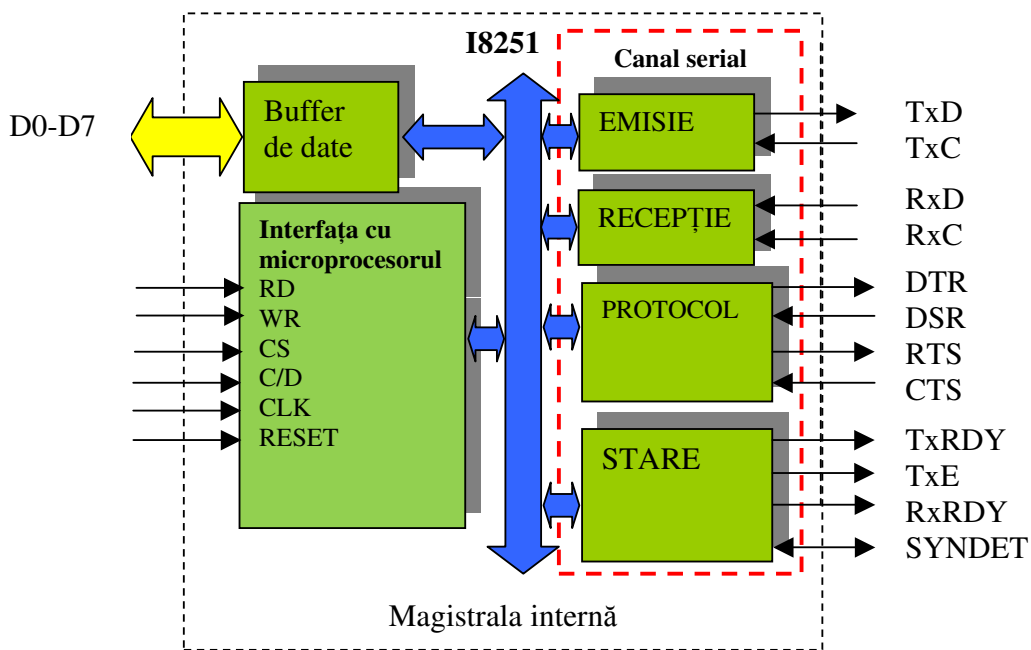 I8251
Canal serial
D0-D7
Buffer
de date
EMISIE
TxD
TxC
RECEPȚIE
RxD
RxC
Interfața cu
microprocesorul
RD
WR
CS
C/D
CLK
RESET
PROTOCOL
DTR
DSR
RTS
CTS
STARE
TxRDY
TxE
RxRDY
SYNDET
Magistrala internă